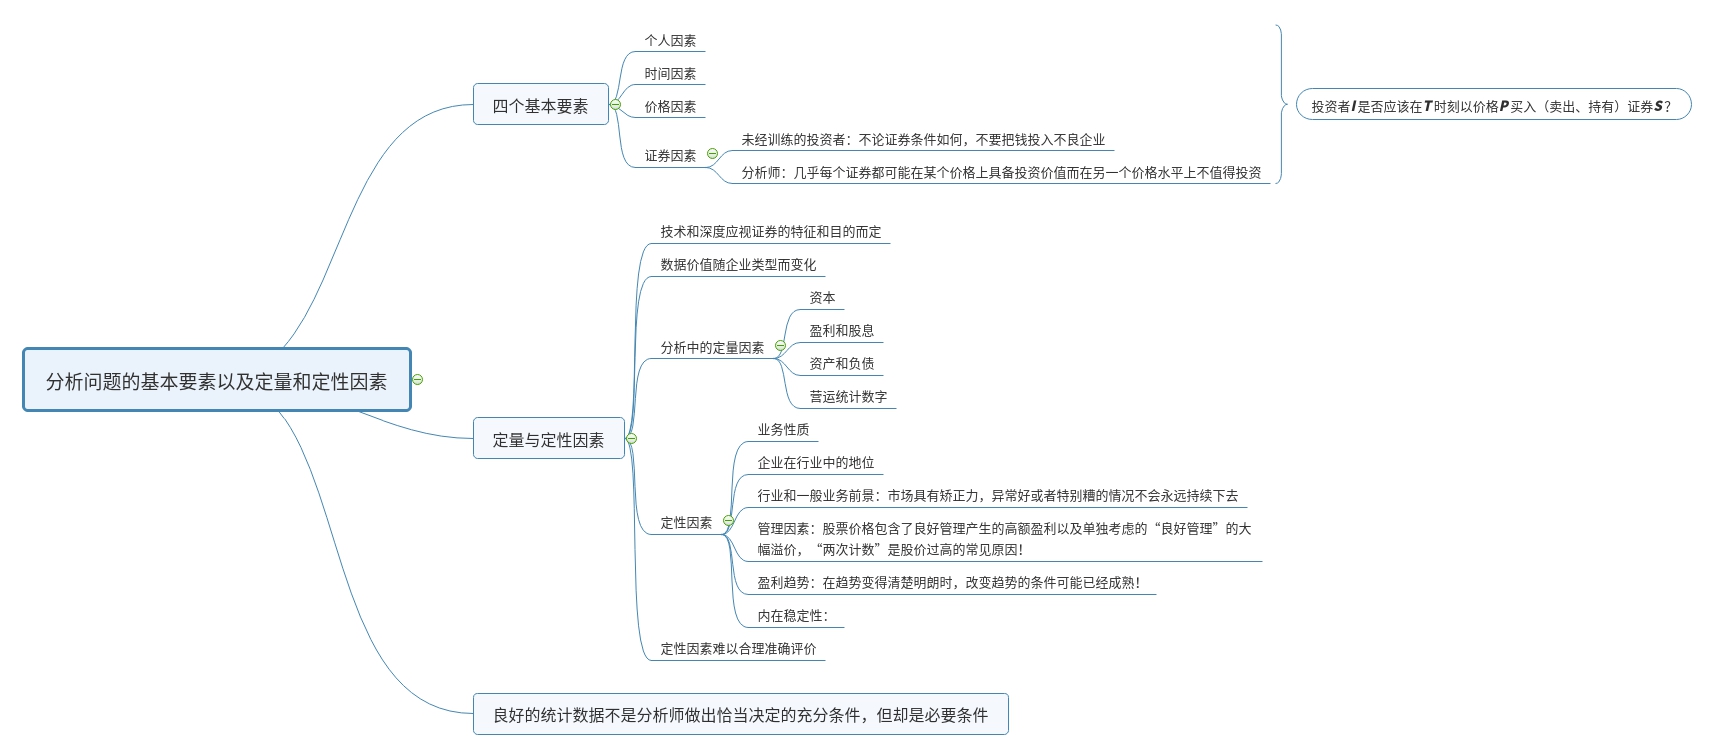 分析问题的基本要素以及定量和定性因素
四个基本要素
个人因素
时间因素
价格因素
证券因素
未经训练的投资者：不论证券条件如何，不要把钱投入不良企业
分析师：几乎每个证券都可能在某个价格上具备投资价值而在另一个价格水平上不值得投资
投资者I是否应该在T时刻以价格P买入（卖出、持有）证券S？
定量与定性因素
技术和深度应视证券的特征和目的而定
数据价值随企业类型而变化
分析中的定量因素
资本
盈利和股息
资产和负债
营运统计数字
定性因素
业务性质
企业在行业中的地位
行业和一般业务前景：市场具有矫正力，异常好或者特别糟的情况不会永远持续下去
管理因素：股票价格包含了良好管理产生的高额盈利以及单独考虑的“良好管理”的大
幅溢价，“两次计数”是股价过高的常见原因！
盈利趋势：在趋势变得清楚明朗时，改变趋势的条件可能已经成熟！
内在稳定性：
定性因素难以合理准确评价
良好的统计数据不是分析师做出恰当决定的充分条件，但却是必要条件